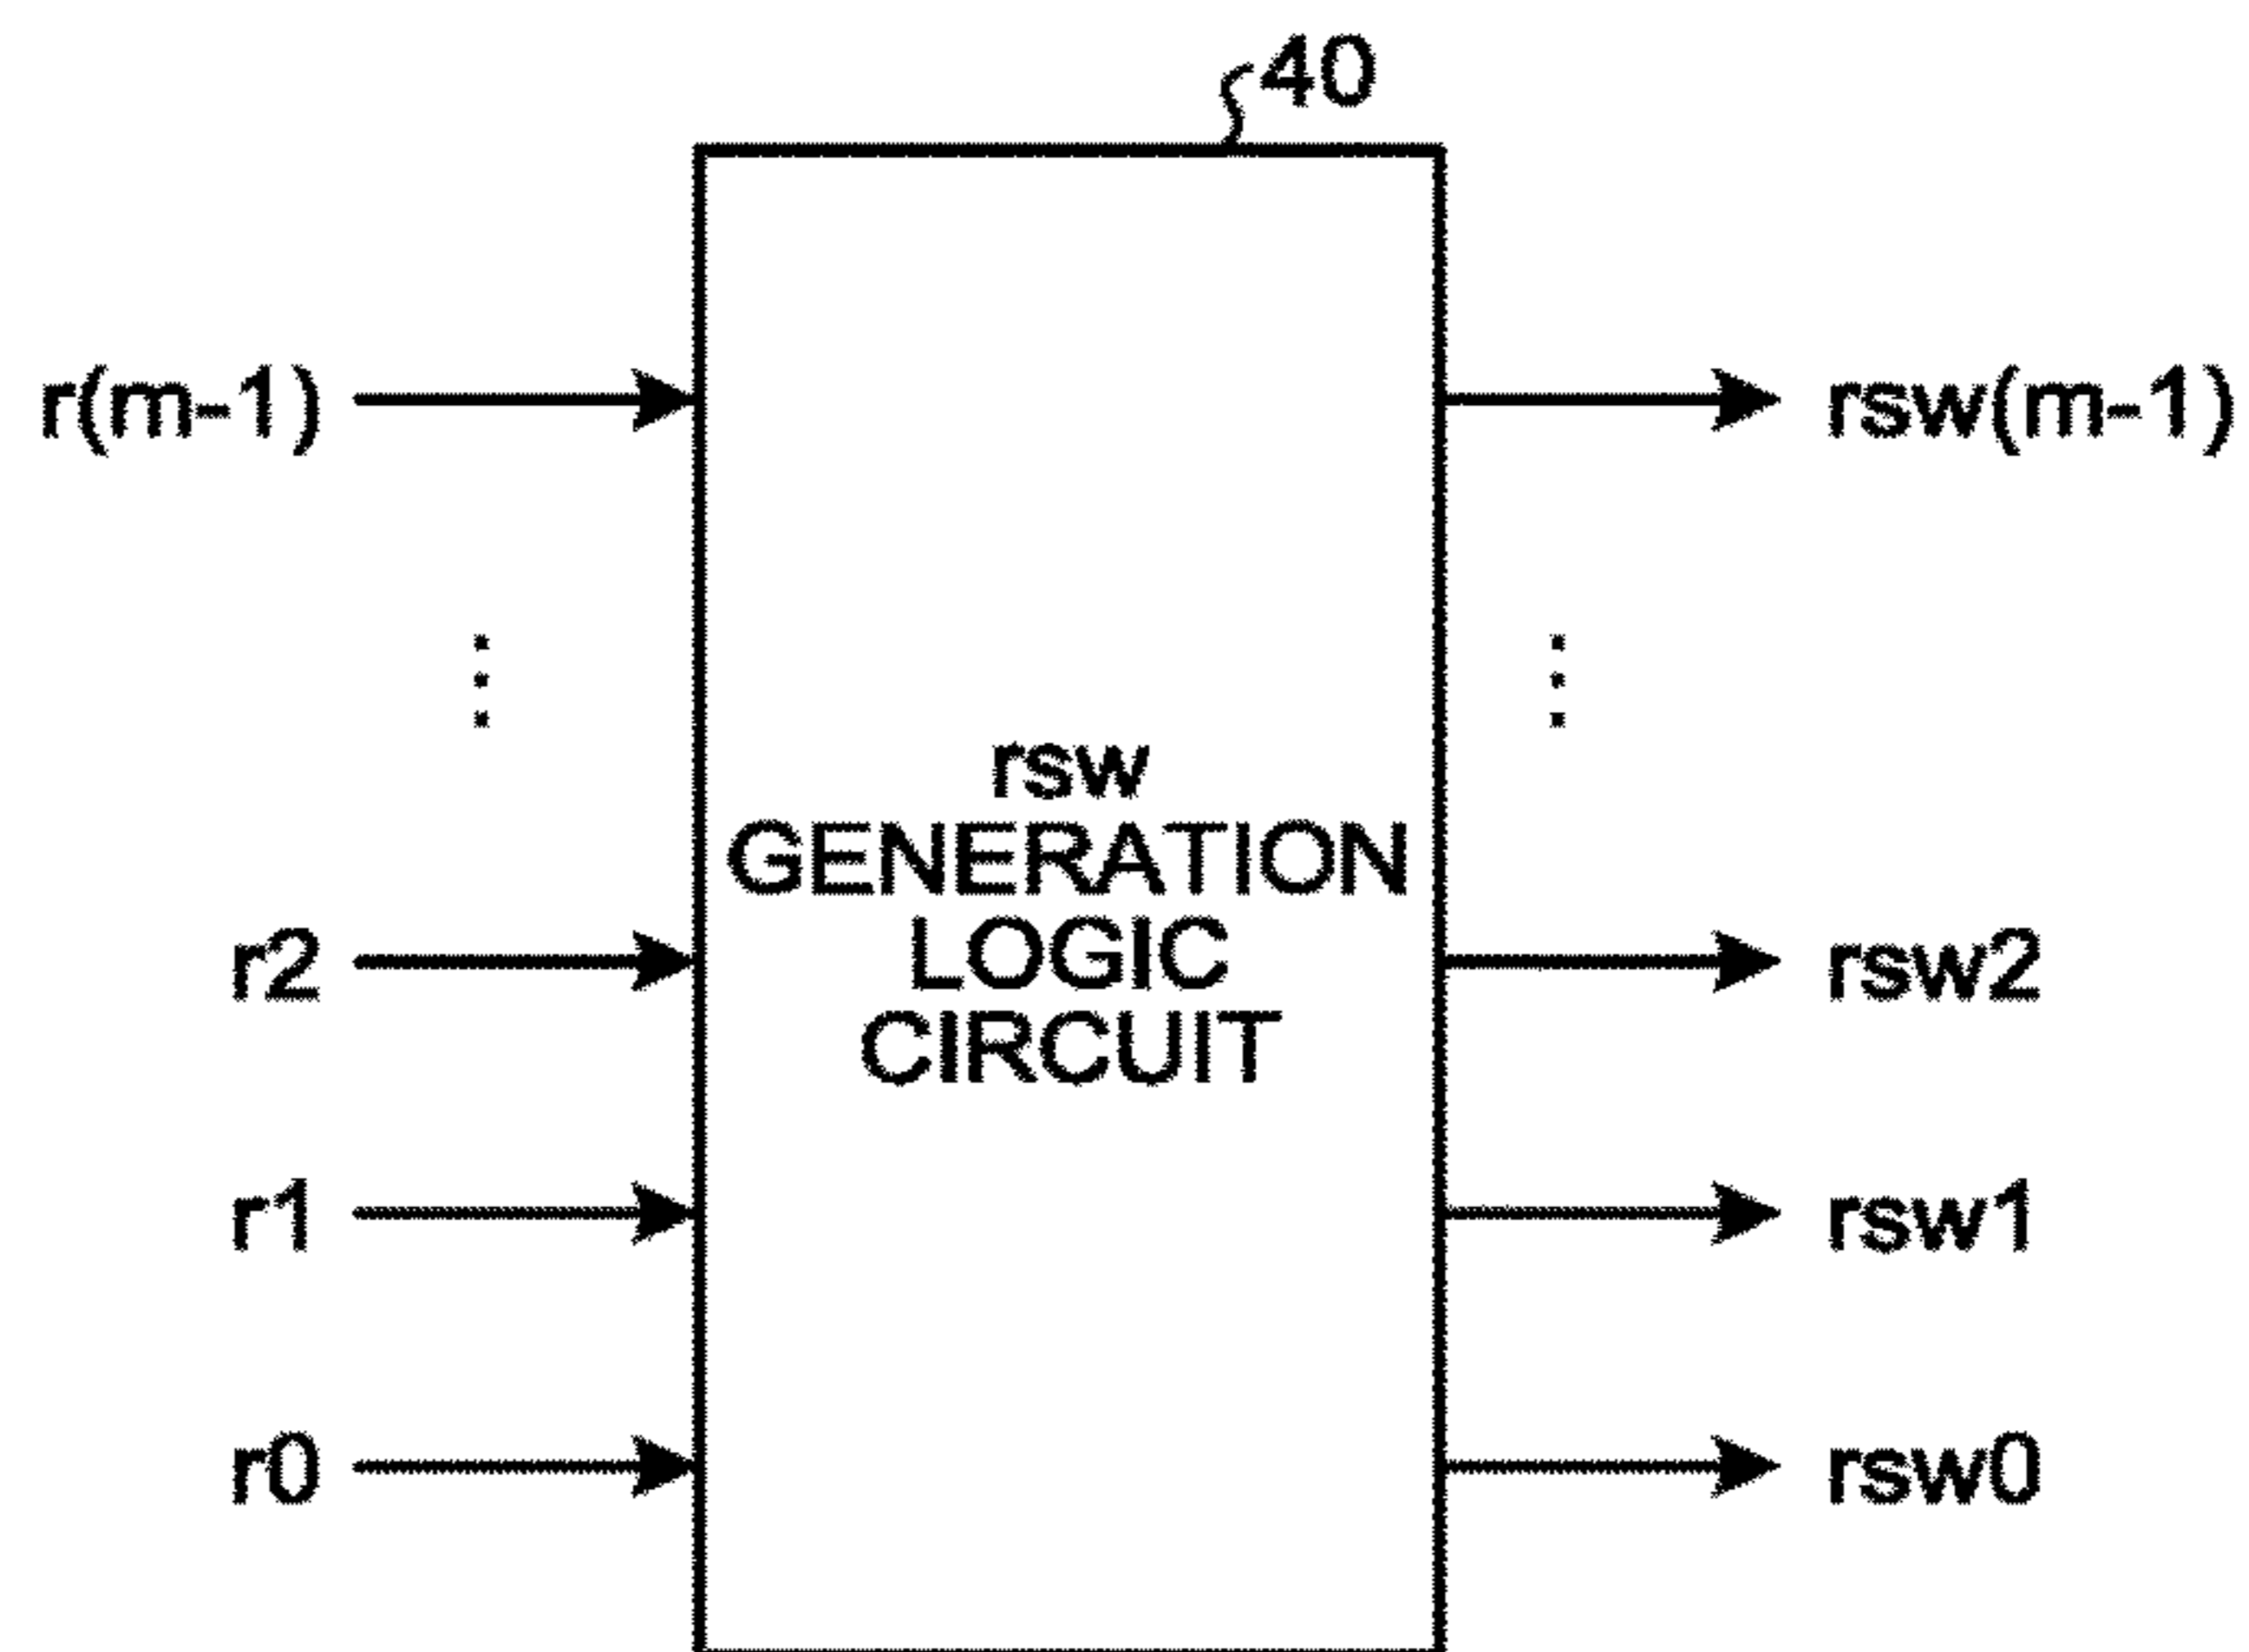 40
r(m-1)
rsw(m-1)
rsw
GENERATION
LOGIC
CIRCUIT
r2
rsw2
r1
rsw1
r0
rsw0